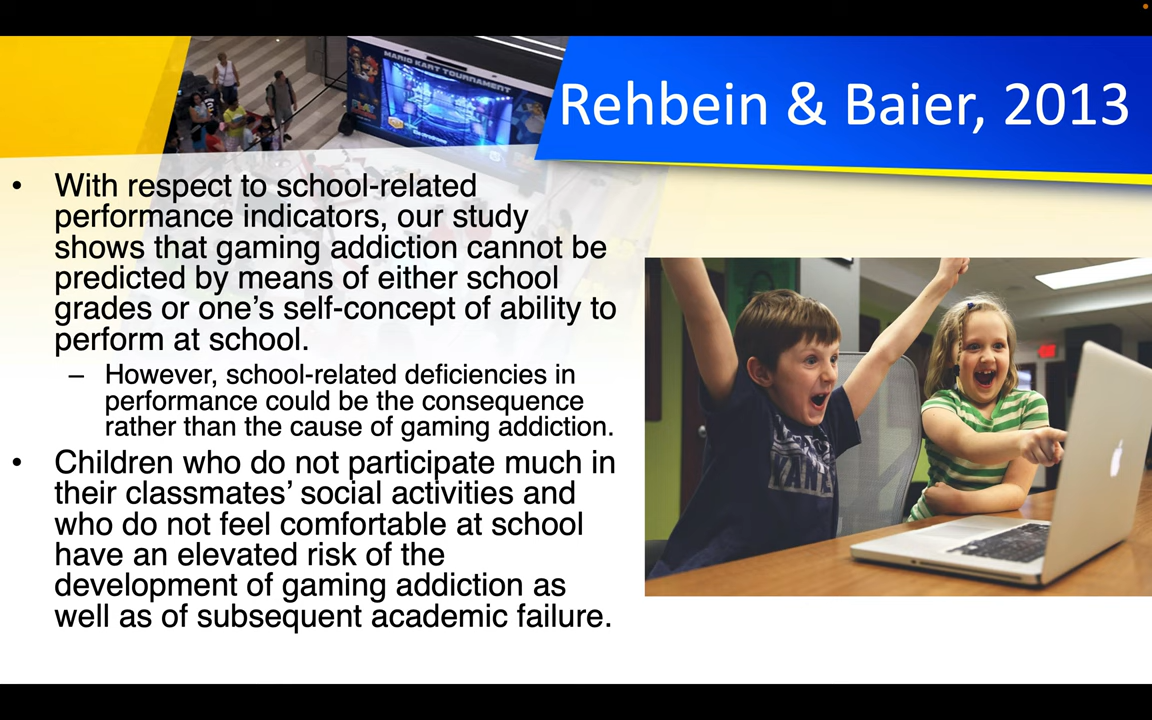 MARIO KART TOURNAMENT
Rehbein & Baier, 2013
• With respect to school-related
performance indicators, our study
shows that gaming addiction cannot be
predicted by means of either school
grades or one’s self-concept of ability to
perform at school.
– However, school-related deficiencies in
performance could be the consequence
rather than the cause of gaming addiction.
• Children who do not participate much in
their classmates’ social activities and
who do not feel comfortable at school
have an elevated risk of the
development of gaming addiction as
well as of subsequent academic failure.